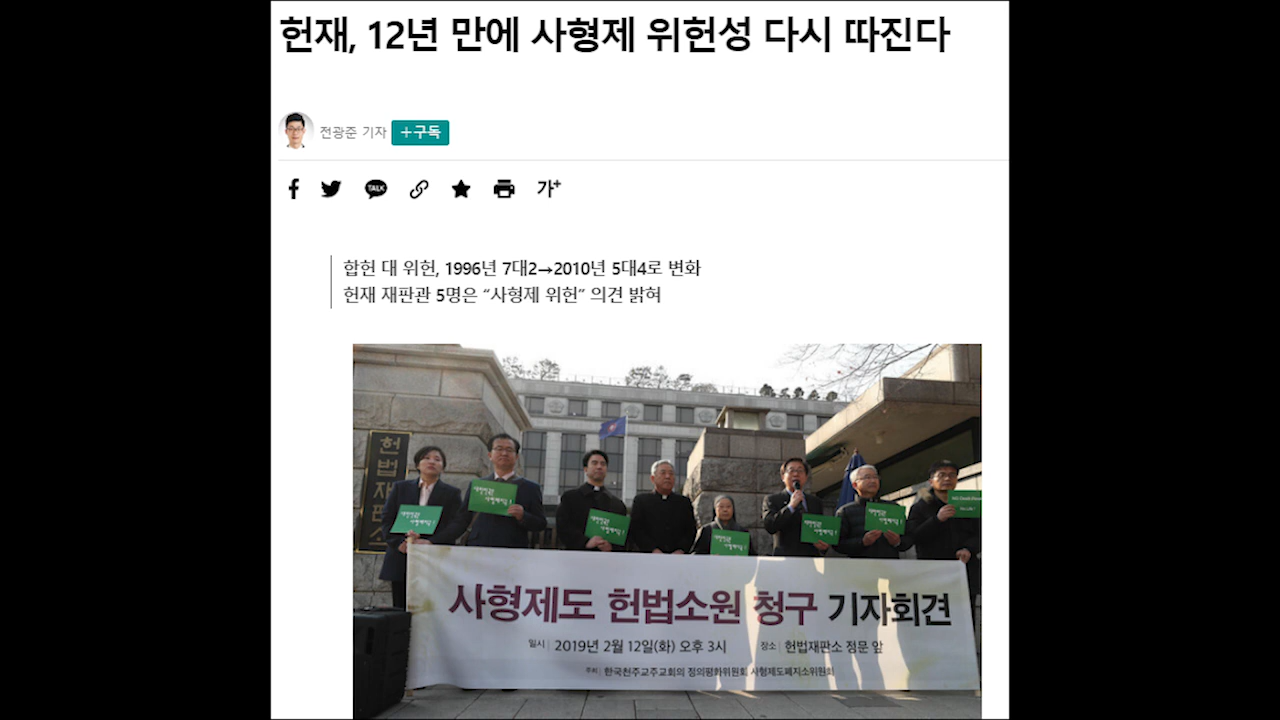 헌재, 12년 만에 사형제 위헌성 다시 따진다
전광준 기자 +구독
TALK 가+
합헌 대 위헌, 1996년 7대2→2010년 5대4로 변화
헌재 재판관 5명은 “사형제 위헌” 의견 밝혀
헌법재판소
사형제도 헌법소원 청구 기자회견
일시 | 2019년 2월 12일(화) 오후 3시 장소 | 헌법재판소 정문 앞
주최 | 한국천주교주교회의 정의평화위원회 사형제도폐지소위원회